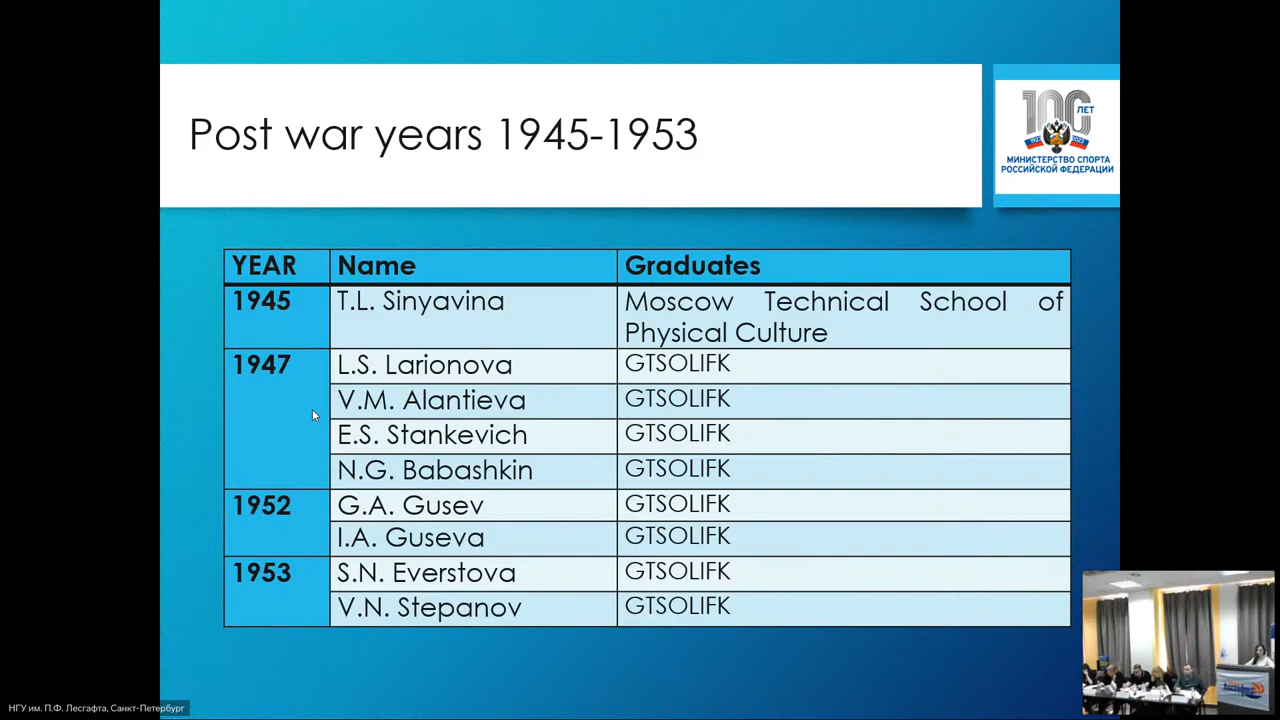 Post war years 1945-1953
100 ЛЕТ
МИНИСТЕРСТВО СПОРТА
РОССИЙСКОЙ ФЕДЕРАЦИИ
YEAR Name Graduates
1945 T.L. Sinyavina Moscow Technical School of
Physical Culture
1947 L.S. Larionova GTSOLIFK
V.M. Alantieva GTSOLIFK
E.S. Stankevich GTSOLIFK
N.G. Babashkin GTSOLIFK
1952 G.A. Gusev GTSOLIFK
I.A. Guseva GTSOLIFK
1953 S.N. Everstova GTSOLIFK
V.N. Stepanov GTSOLIFK
НГУ им. П.Ф. Лесгафта, Санкт-Петербург